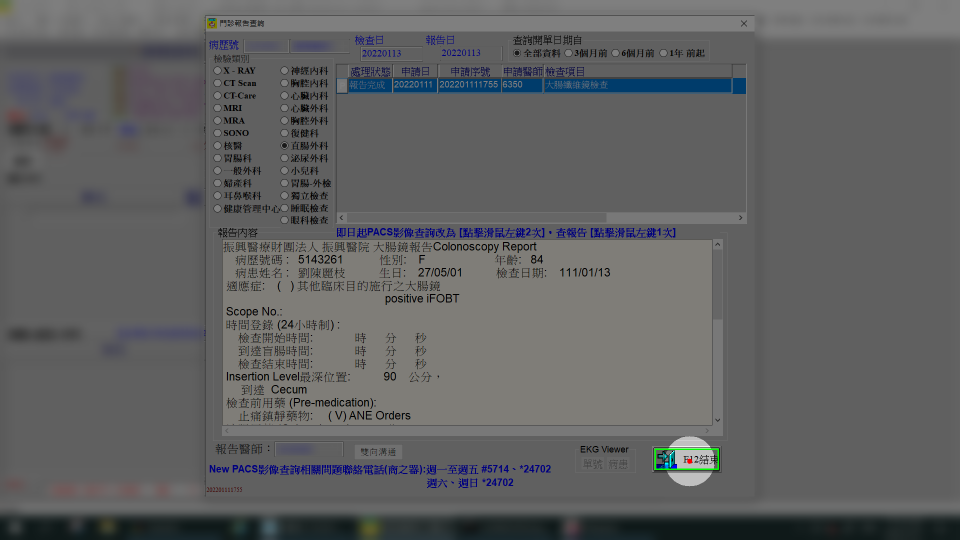 門診報告查詢
病歷號
檢查日 報告日
20220113 20220113
查詢開單日期自
全部資料 3個月前 6個月前 1年 前起
檢驗類別
X - RAY 神經內科
CT Scan 胸腔內科
CT-Care 心臟內科
MRI 心臟外科
MRA 胸腔外科
SONO 復健科
核醫 直腸外科
胃腸科 泌尿外科
一般外科 小兒科
婦產科 胃腸-外檢
耳鼻喉科 獨立檢查
健康管理中心 睡眠檢查
眼科檢查
處理狀態 申請日 申請序號 申請醫師 檢查項目
報告完成 20220111 202201111755 6350 大腸纖維鏡檢查
報告內容
即日起PACS影像查詢改為 [點擊滑鼠左鍵2次]，查報告 [點擊滑鼠左鍵1次]
振興醫療財團法人 振興醫院 大腸鏡報告Colonoscopy Report
病歷號碼： 5143261 性別: F 年齡: 84
病患姓名： 劉陳麗枝 生日: 27/05/01 檢查日期: 111/01/13
適應症: ( ) 其他臨床目的施行之大腸鏡
positive iFOBT
Scope No.:
時間登錄 (24小時制) :
檢查開始時間: 時 分 秒
到達盲腸時間: 時 分 秒
檢查結束時間: 時 分 秒
Insertion Level最深位置: 90 公分，
到達 Cecum
檢查前用藥 (Pre-medication):
止痛鎮靜藥物: ( V) ANE Orders
報告醫師：
雙向溝通
EKG Viewer
單號 病患
F12結束
New PACS影像查詢相關問題聯絡電話(商之器):週一至週五 #5714、*24702
週六、週日 *24702
202201111755